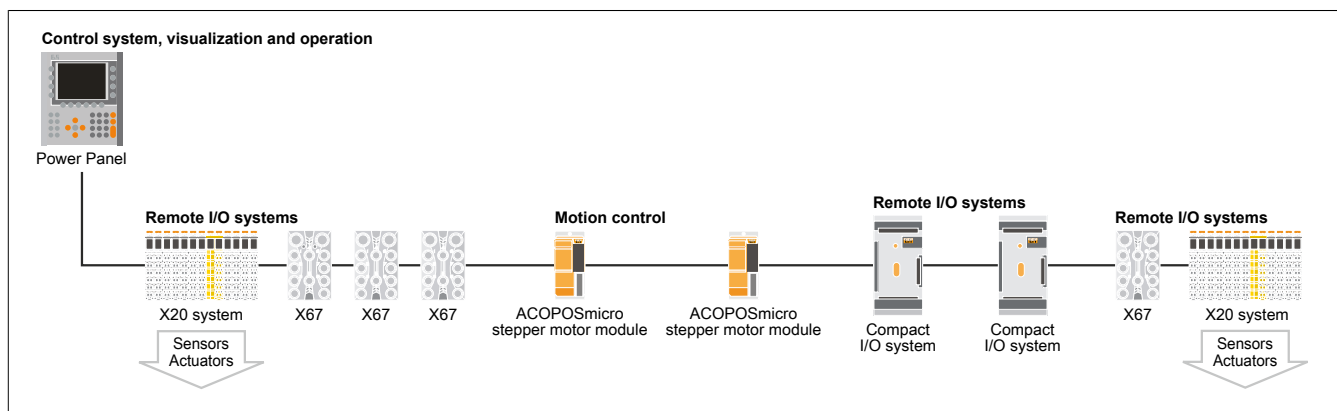 Control system, visualization and operation
Power Panel
Remote I/O systems
Motion control
Remote I/O systems
Remote I/O systems
X20 system
X67
X67
X67
ACOPOSmicro
stepper motor module
ACOPOSmicro
stepper motor module
Compact
I/O system
Compact
I/O system
X67
X20 system
Sensors
Actuators
Sensors
Actuators